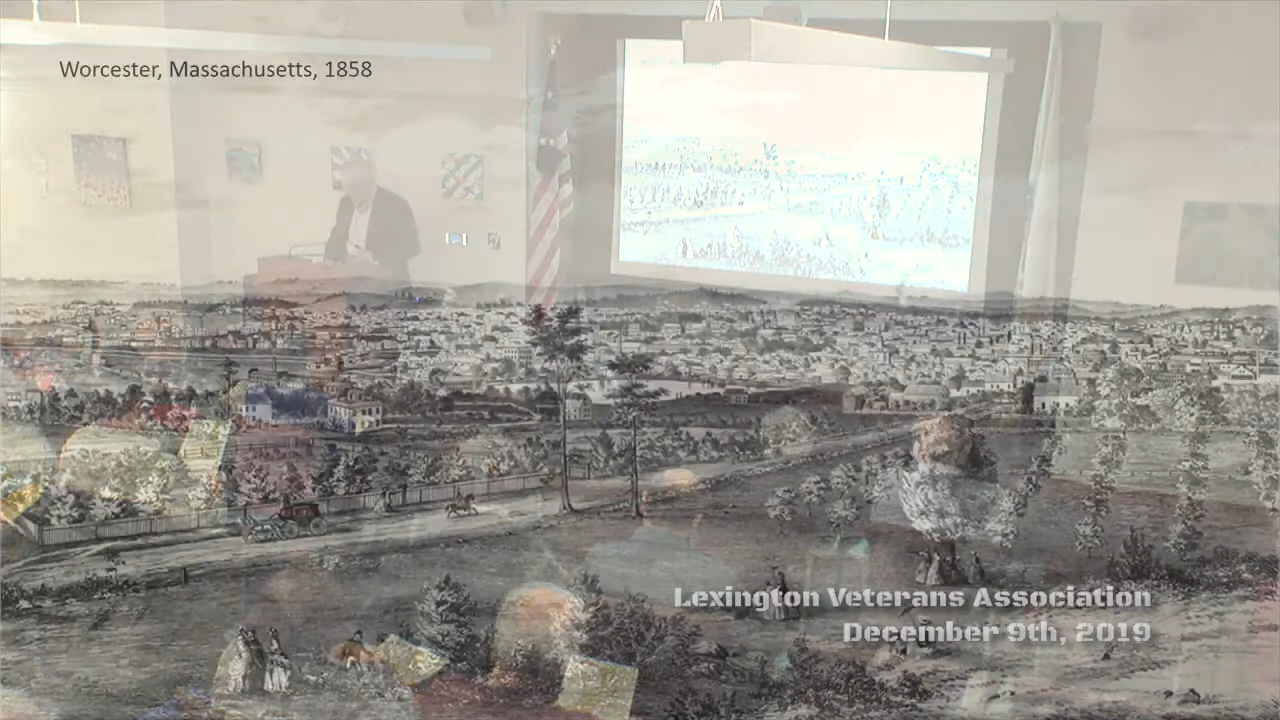 Worcester, Massachusetts, 1858
Lexington Veterans Association
December 9th, 2019